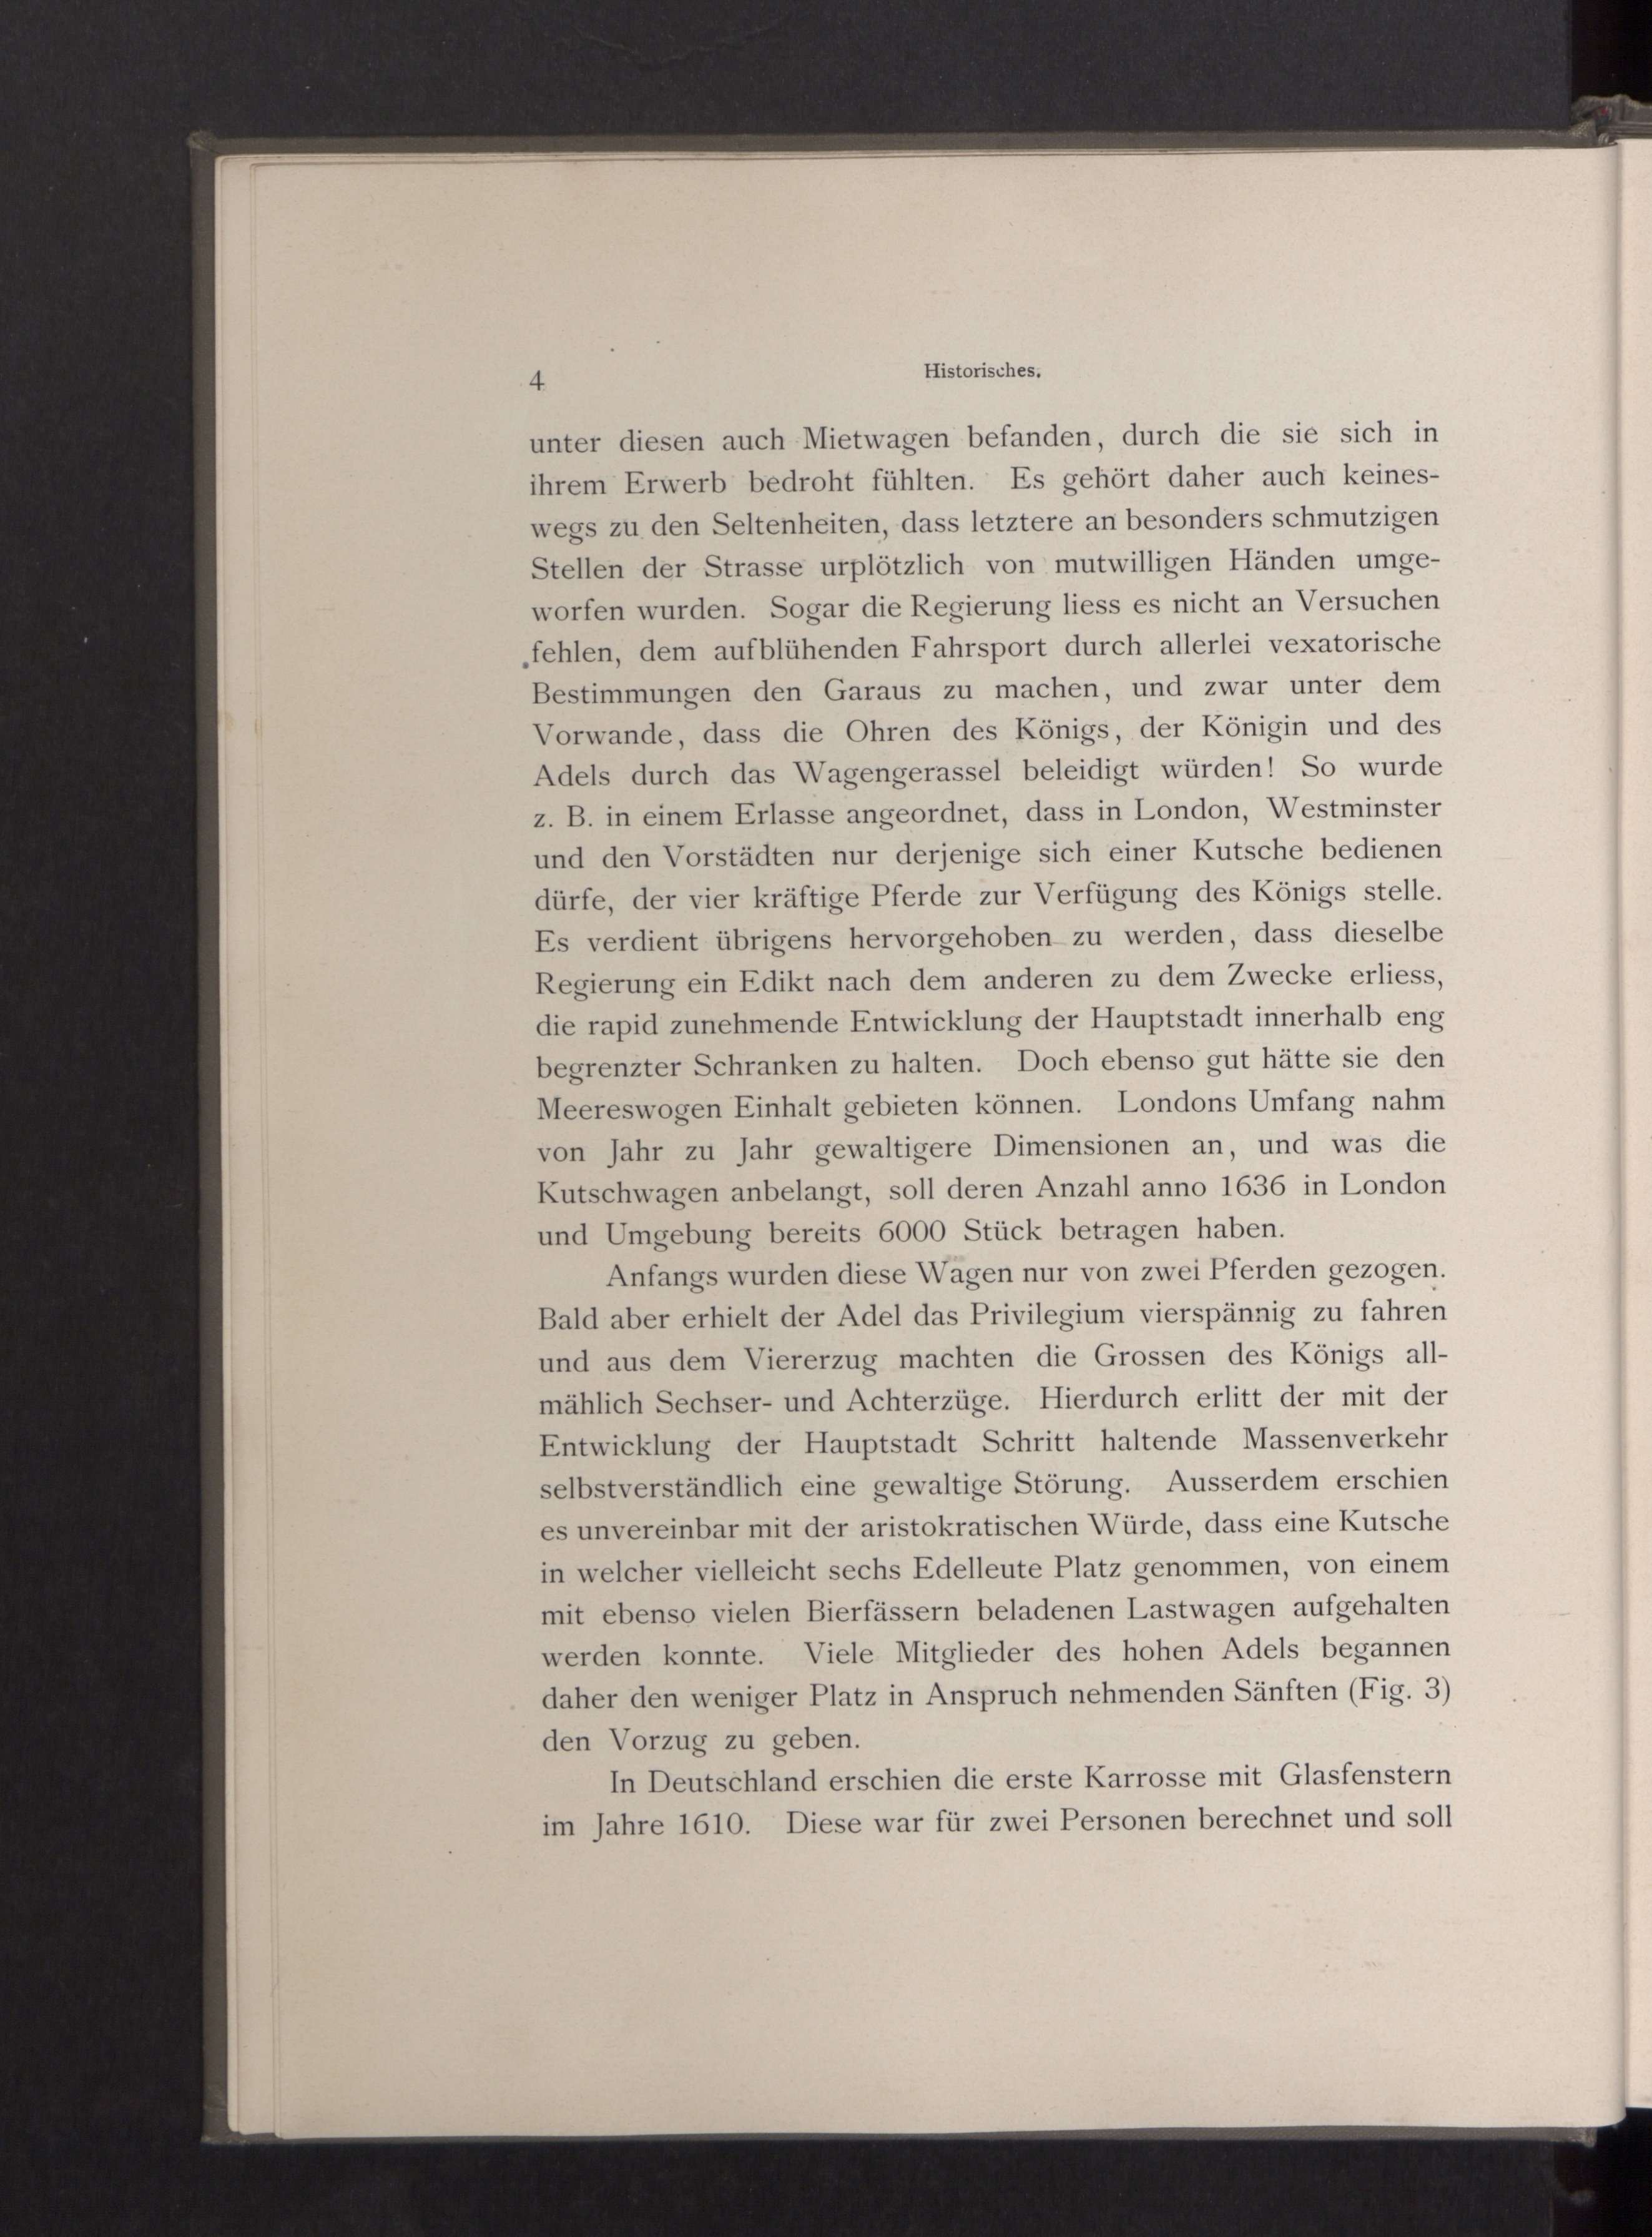 4
Historisches.
unter diesen auch Mietwagen befanden, durch die sie sich in
ihrem Erwerb bedroht fühlten. Es gehört daher auch keines-
wegs zu den Seltenheiten, dass letztere an besonders schmutzigen
Stellen der Strasse urplötzlich von mutwilligen Händen umge-
worfen wurden. Sogar die Regierung liess es nicht an Versuchen
fehlen, dem aufblühenden Fahrsport durch allerlei vexatorische
Bestimmungen den Garaus zu machen, und zwar unter dem
Vorwande, dass die Ohren des Königs, der Königin und des
Adels durch das Wagengerassel beleidigt würden! So wurde
z. B. in einem Erlasse angeordnet, dass in London, Westminster
und den Vorstädten nur derjenige sich einer Kutsche bedienen
dürfe, der vier kräftige Pferde zur Verfügung des Königs stelle.
Es verdient übrigens hervorgehoben zu werden, dass dieselbe
Regierung ein Edikt nach dem anderen zu dem Zwecke erliess,
die rapid zunehmende Entwicklung der Hauptstadt innerhalb eng
begrenzter Schranken zu halten. Doch ebenso gut hätte sie den
Meereswogen Einhalt gebieten können. Londons Umfang nahm
von Jahr zu Jahr gewaltigere Dimensionen an, und was die
Kutschwagen anbelangt, soll deren Anzahl anno 1636 in London
und Umgebung bereits 6000 Stück betragen haben.
Anfangs wurden diese Wagen nur von zwei Pferden gezogen.
Bald aber erhielt der Adel das Privilegium vierspännig zu fahren
und aus dem Viererzug machten die Grossen des Königs all-
mählich Sechser- und Achterzüge. Hierdurch erlitt der mit der
Entwicklung der Hauptstadt Schritt haltende Massenverkehr
selbstverständlich eine gewaltige Störung. Ausserdem erschien
es unvereinbar mit der aristokratischen Würde, dass eine Kutsche
in welcher vielleicht sechs Edelleute Platz genommen, von einem
mit ebenso vielen Bierfässern beladenen Lastwagen aufgehalten
werden konnte. Viele Mitglieder des hohen Adels begannen
daher den weniger Platz in Anspruch nehmenden Sänften (Fig. 3)
den Vorzug zu geben.
In Deutschland erschien die erste Karrosse mit Glasfenstern
im Jahre 1610. Diese war für zwei Personen berechnet und soll